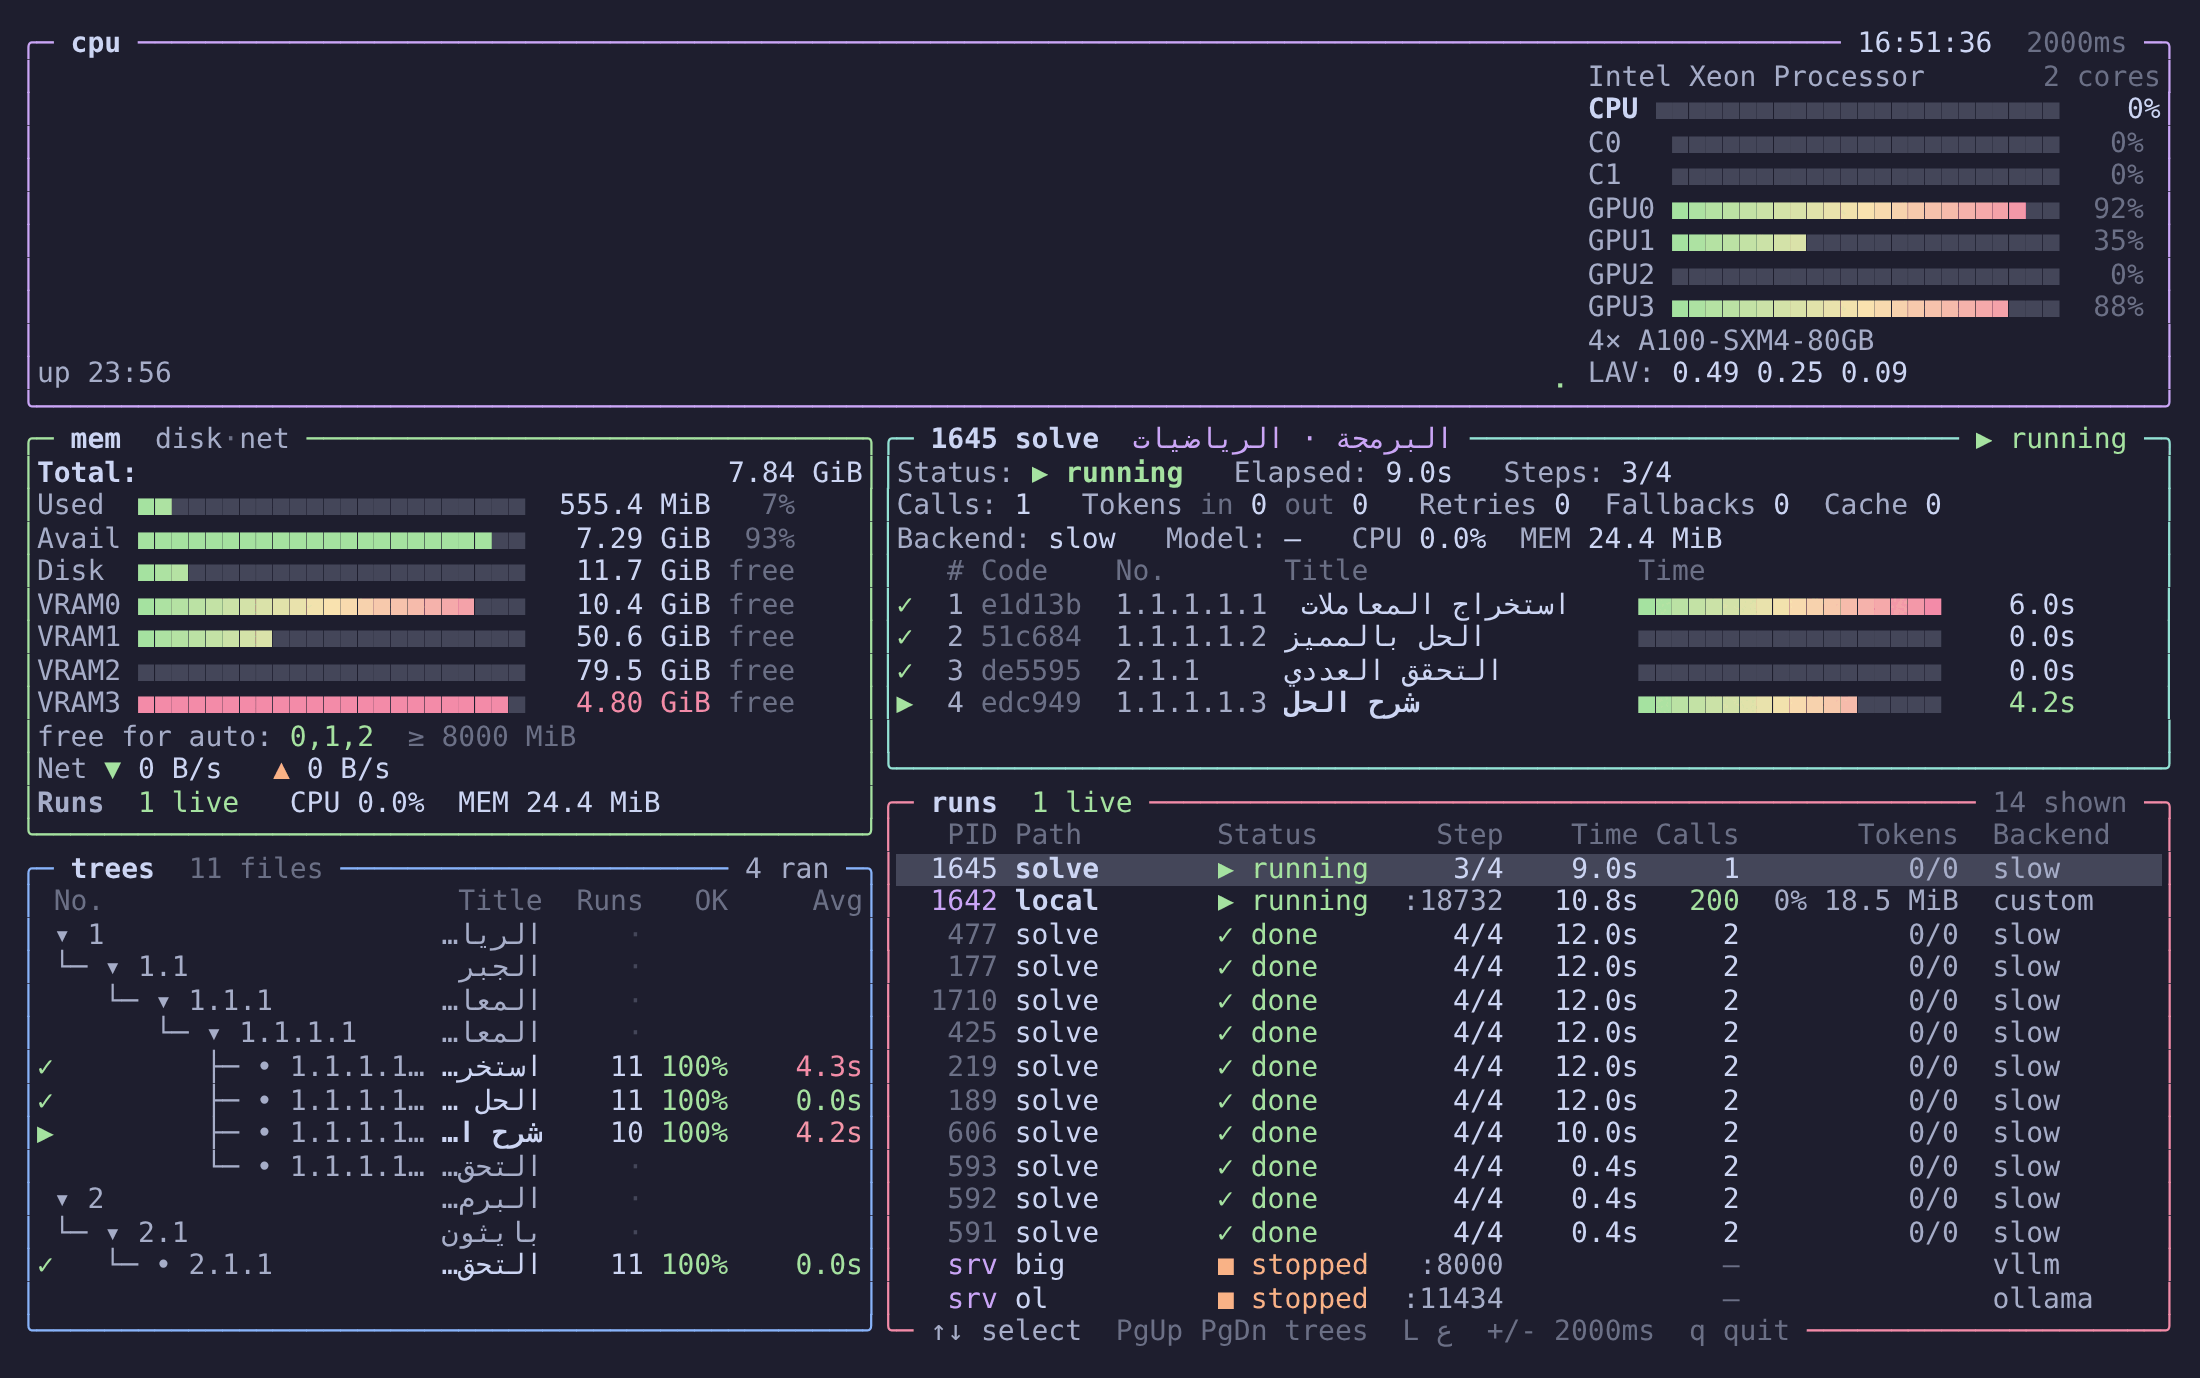 cpu 16:51:36 2000ms
Intel Xeon Processor 2 cores
CPU 0%
C0 0%
C1 0%
GPU0 92%
GPU1 35%
GPU2 0%
GPU3 88%
4× A100-SXM4-80GB
up 23:56 LAV: 0.49 0.25 0.09
mem disk·net
Total: 7.84 GiB
Used 555.4 MiB 7%
Avail 7.29 GiB 93%
Disk 11.7 GiB free
VRAM0 10.4 GiB free
VRAM1 50.6 GiB free
VRAM2 79.5 GiB free
VRAM3 4.80 GiB free
free for auto: 0,1,2 ≥ 8000 MiB
Net ▼ 0 B/s ▲ 0 B/s
Runs 1 live CPU 0.0% MEM 24.4 MiB
1645 solve البرمجة · الرياضيات ▶ running
Status: ▶ running Elapsed: 9.0s Steps: 3/4
Calls: 1 Tokens in 0 out 0 Retries 0 Fallbacks 0 Cache 0
Backend: slow Model: — CPU 0.0% MEM 24.4 MiB
# Code No. Title Time
✓ 1 e1d13b 1.1.1.1.1 استخراج المعاملات 6.0s
✓ 2 51c684 1.1.1.1.2 الحل بالمميز 0.0s
✓ 3 de5595 2.1.1 التحقق العددي 0.0s
▶ 4 edc949 1.1.1.1.3 شرح الحل 4.2s
trees 11 files 4 ran
No. Title Runs OK Avg
▾ 1 الريا… ·
└─ ▾ 1.1 الجبر ·
└─ ▾ 1.1.1 المعا… ·
└─ ▾ 1.1.1.1 المعا… ·
✓ ├─ • 1.1.1.1… استخر… 11 100% 4.3s
✓ ├─ • 1.1.1.1… الحل … 11 100% 0.0s
▶ ├─ • 1.1.1.1… شرح ا… 10 100% 4.2s
└─ • 1.1.1.1… التحق… ·
▾ 2 البرم… ·
└─ ▾ 2.1 بايثون ·
✓ └─ • 2.1.1 التحق… 11 100% 0.0s
runs 1 live 14 shown
PID Path Status Step Time Calls Tokens Backend
1645 solve ▶ running 3/4 9.0s 1 0/0 slow
1642 local ▶ running :18732 10.8s 200 0% 18.5 MiB custom
477 solve ✓ done 4/4 12.0s 2 0/0 slow
177 solve ✓ done 4/4 12.0s 2 0/0 slow
1710 solve ✓ done 4/4 12.0s 2 0/0 slow
425 solve ✓ done 4/4 12.0s 2 0/0 slow
219 solve ✓ done 4/4 12.0s 2 0/0 slow
189 solve ✓ done 4/4 12.0s 2 0/0 slow
606 solve ✓ done 4/4 10.0s 2 0/0 slow
593 solve ✓ done 4/4 0.4s 2 0/0 slow
592 solve ✓ done 4/4 0.4s 2 0/0 slow
591 solve ✓ done 4/4 0.4s 2 0/0 slow
srv big ■ stopped :8000 — vllm
srv ol ■ stopped :11434 — ollama
↑↓ select PgUp PgDn trees L ع +/- 2000ms q quit